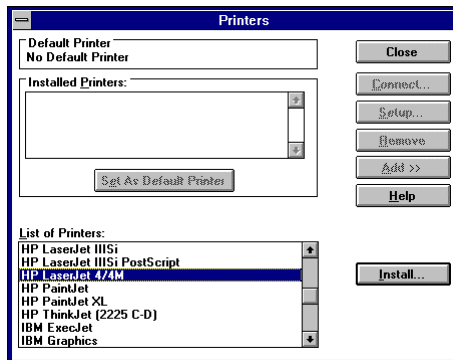 Printers
Default Printer
No Default Printer
Installed Printers:
Set As Default Printer
Close
Connect...
Setup...
Remove
Add >>
Help
List of Printers:
HP LaserJet IIISi
HP LaserJet IIISi PostScript
HP LaserJet 4/4M
HP PaintJet
HP PaintJet XL
HP ThinkJet (2225 C-D)
IBM ExecJet
IBM Graphics
Install...